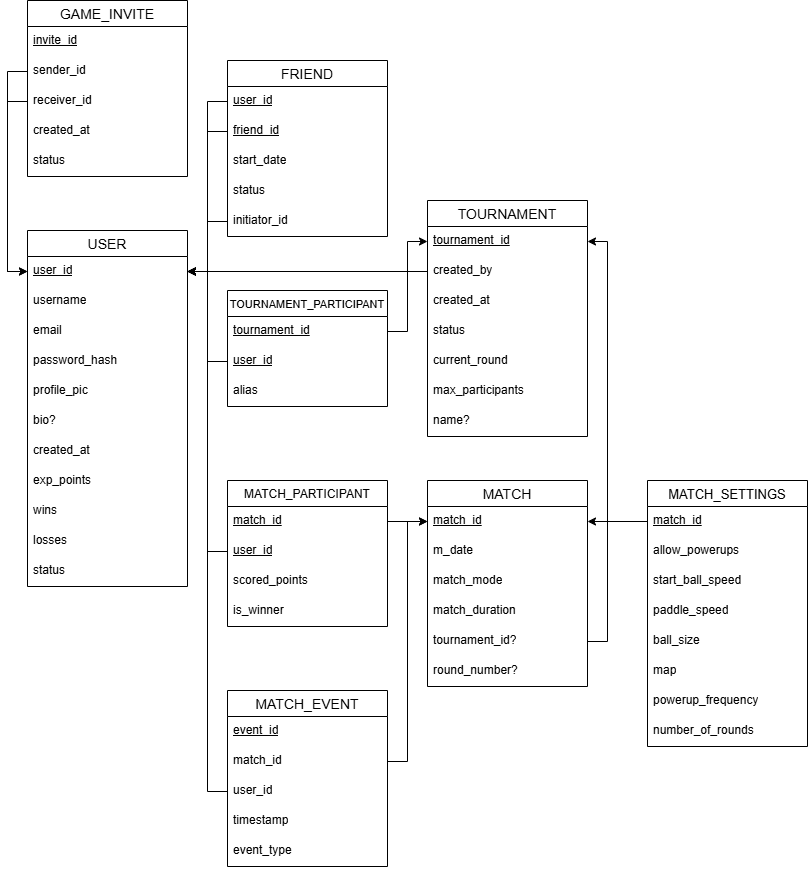 GAME_INVITE
invite_id
sender_id
receiver_id
created_at
status
FRIEND
user_id
friend_id
start_date
status
initiator_id
USER
user_id
username
email
password_hash
profile_pic
bio?
created_at
exp_points
wins
losses
status
TOURNAMENT
tournament_id
created_by
created_at
status
current_round
max_participants
name?
TOURNAMENT_PARTICIPANT
tournament_id
user_id
alias
MATCH_PARTICIPANT
match_id
user_id
scored_points
is_winner
MATCH
match_id
m_date
match_mode
match_duration
tournament_id?
round_number?
MATCH_SETTINGS
match_id
allow_powerups
start_ball_speed
paddle_speed
ball_size
map
powerup_frequency
number_of_rounds
MATCH_EVENT
event_id
match_id
user_id
timestamp
event_type